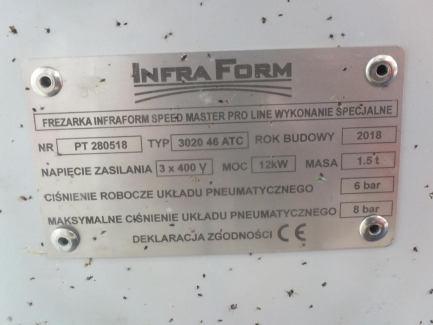 INFRA FORM
FREZARKA INFRAFORM SPEED MASTER PRO LINE WYKONANIE SPECJALNE
NR PT 280518 TYP 3020 46 ATC ROK BUDOWY 2018
NAPIĘCIE ZASILANIA 3 x 400 V MOC 12kW MASA 1.5 t
CIŚNIENIE ROBOCZE UKŁADU PNEUMATYCZNEGO 6 bar
MAKSYMALNE CIŚNIENIE UKŁADU PNEUMATYCZNEGO 8 bar
DEKLARACJA ZGODNOŚCI CE